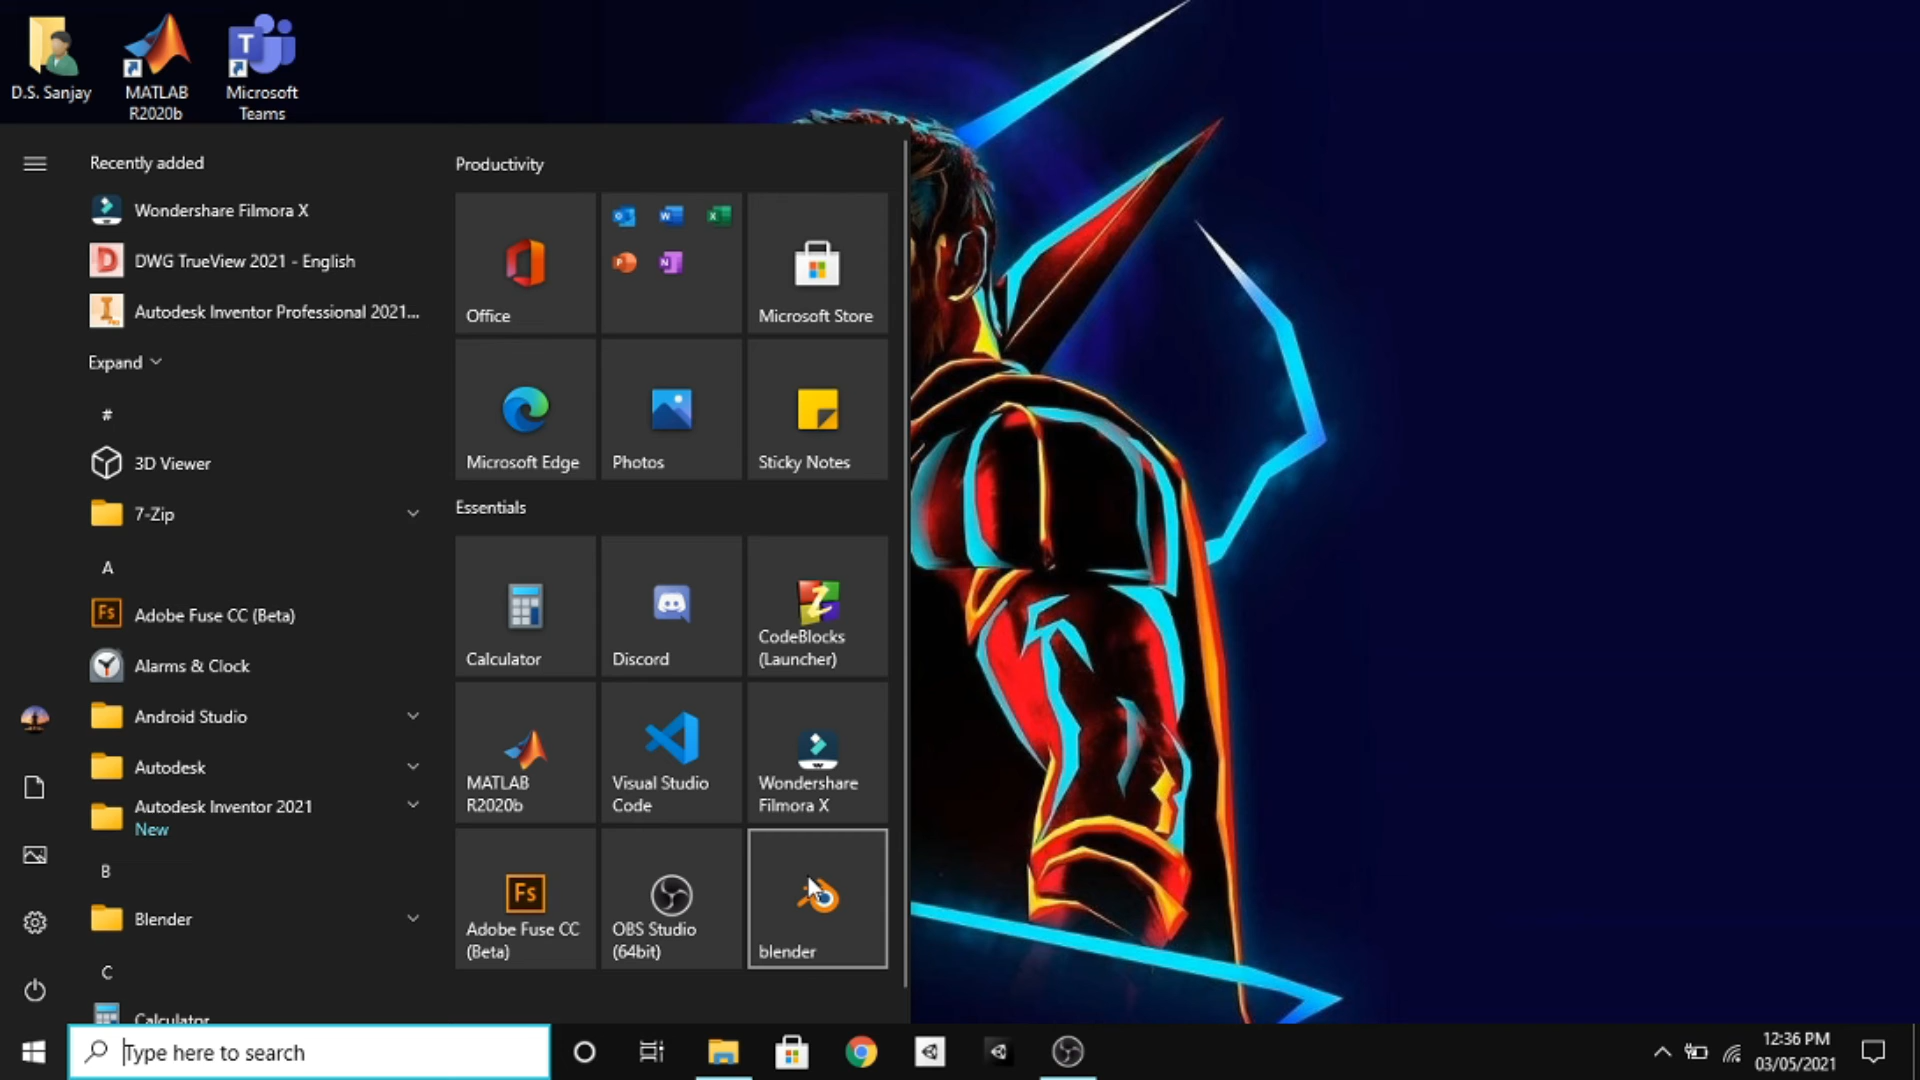 D.S. Sanjay
MATLAB
R2020b
Microsoft
Teams
Recently added
Wondershare Filmora X
DWG TrueView 2021 - English
Autodesk Inventor Professional 2021...
Expand
#
3D Viewer
7-Zip
A
Adobe Fuse CC (Beta)
Alarms & Clock
Android Studio
Autodesk
Autodesk Inventor 2021
New
B
Blender
C
Calculator
Productivity
Office
Microsoft Store
Microsoft Edge
Photos
Sticky Notes
Essentials
Calculator
Discord
CodeBlocks
(Launcher)
MATLAB
R2020b
Visual Studio
Code
Wondershare
Filmora X
Fs
Adobe Fuse CC
(Beta)
OBS Studio
(64bit)
blender
Type here to search
12:36 PM
03/05/2021